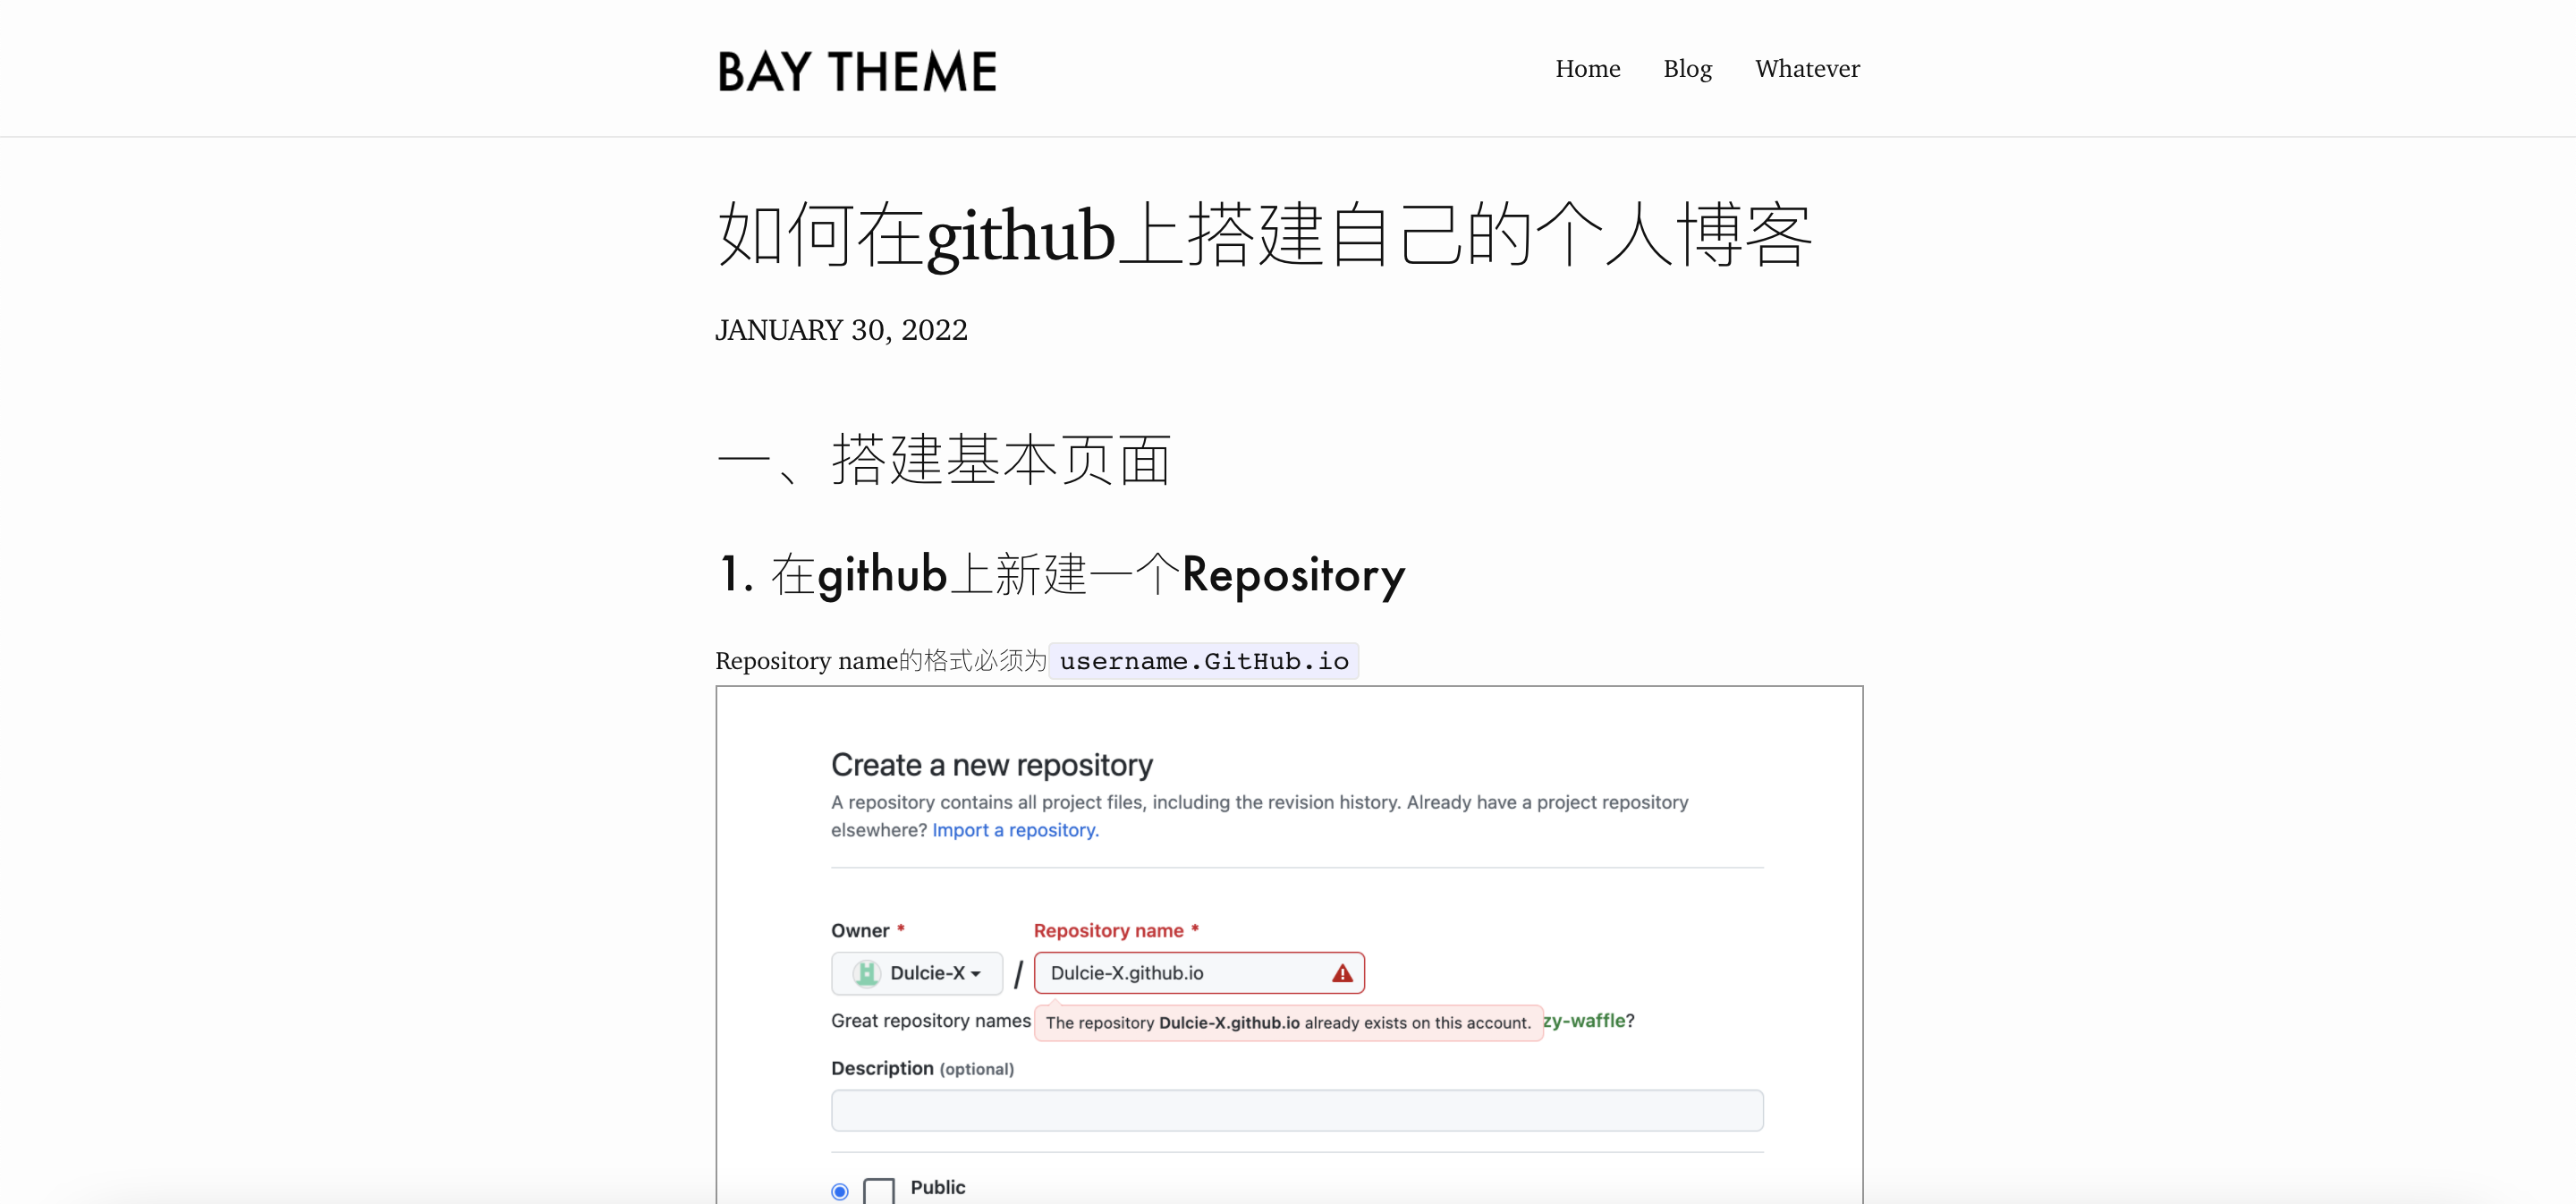 BAY THEME
Home Blog Whatever
如何在github上搭建自己的个人博客
JANUARY 30, 2022
一、搭建基本页面
1. 在github上新建一个Repository
Repository name的格式必须为 username.GitHub.io
Create a new repository
A repository contains all project files, including the revision history. Already have a project repository
elsewhere? Import a repository.
Owner * Repository name *
Dulcie-X / Dulcie-X.github.io
Great repository names The repository Dulcie-X.github.io already exists on this account. zy-waffle?
Description (optional)
Public